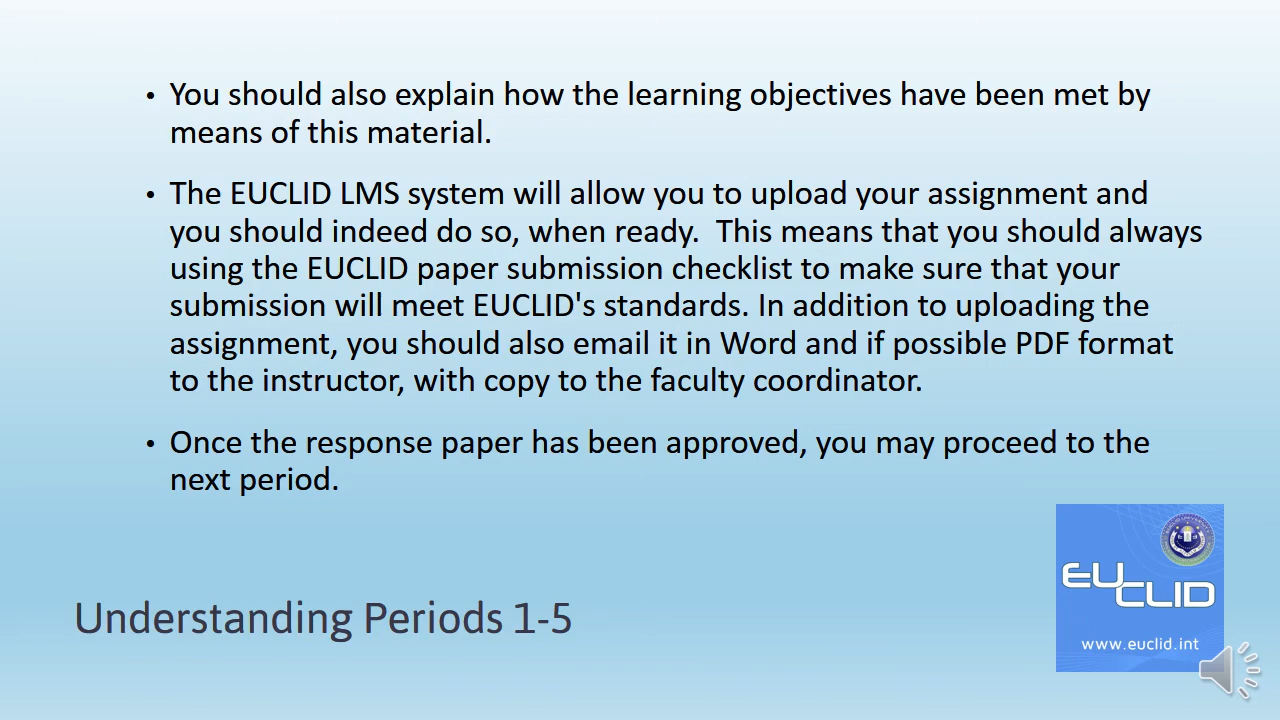 • You should also explain how the learning objectives have been met by
means of this material.
• The EUCLID LMS system will allow you to upload your assignment and
you should indeed do so, when ready.  This means that you should always
using the EUCLID paper submission checklist to make sure that your
submission will meet EUCLID's standards. In addition to uploading the
assignment, you should also email it in Word and if possible PDF format
to the instructor, with copy to the faculty coordinator.
• Once the response paper has been approved, you may proceed to the
next period.
Understanding Periods 1-5
EUCLID
www.euclid.int